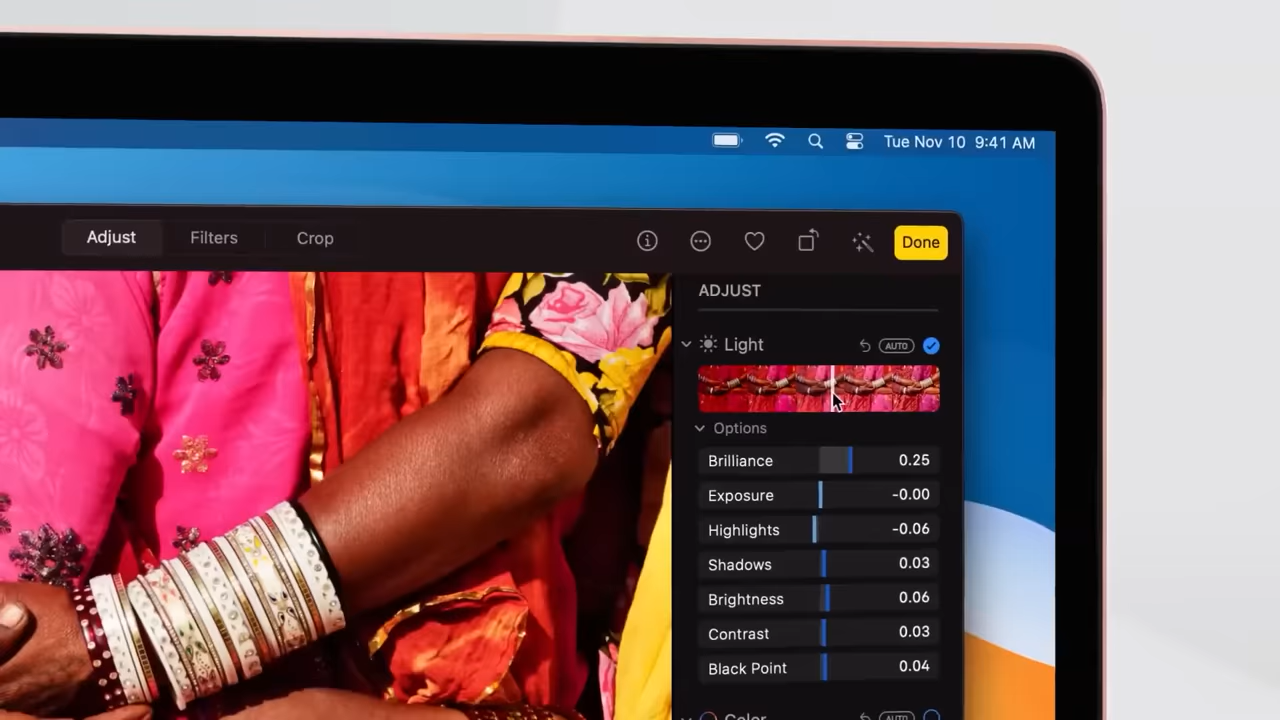 Tue Nov 10 9:41 AM
Adjust Filters Crop Done
ADJUST
Light AUTO
Options
Brilliance 0.25
Exposure -0.00
Highlights -0.06
Shadows 0.03
Brightness 0.06
Contrast 0.03
Black Point 0.04
Color AUTO